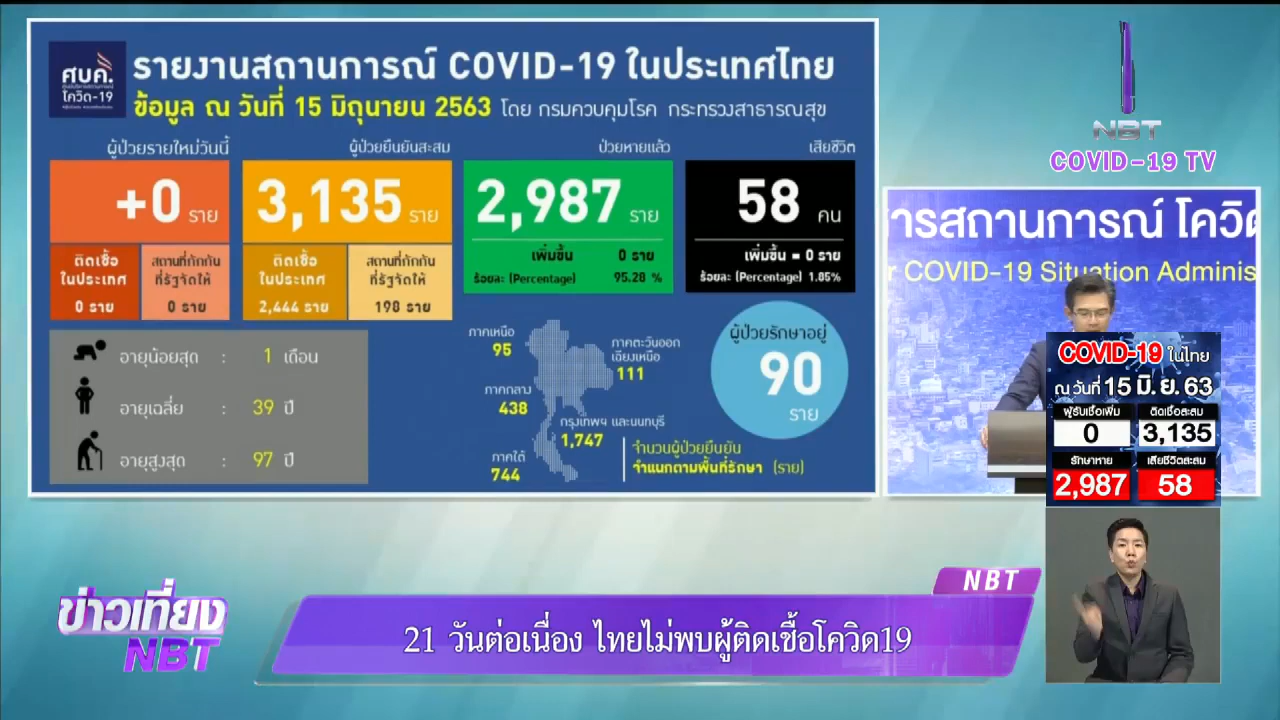 ศบค.
โควิด-19
รายงานสถานการณ์ COVID-19 ในประเทศไทย
ข้อมูล ณ วันที่ 15 มิถุนายน 2563 โดย กรมควบคุมโรค กระทรวงสาธารณสุข
ผู้ป่วยรายใหม่วันนี้
+0 ราย
ติดเชื้อ
ในประเทศ
0 ราย
สถานที่กักกัน
ที่รัฐจัดให้
0 ราย
ผู้ป่วยยืนยันสะสม
3,135 ราย
ติดเชื้อ
ในประเทศ
2,444 ราย
สถานที่กักกัน
ที่รัฐจัดให้
198 ราย
ป่วยหายแล้ว
2,987 ราย
เพิ่มขึ้น 0 ราย
ร้อยละ (Percentage) 95.28 %
เสียชีวิต
58 คน
เพิ่มขึ้น = 0 ราย
ร้อยละ (Percentage) 1.85%
อายุน้อยสุด : 1 เดือน
อายุเฉลี่ย : 39 ปี
อายุสูงสุด : 97 ปี
ภาคเหนือ
95
ภาคตะวันออก
เฉียงเหนือ
111
ภาคกลาง
438
กรุงเทพฯ และนนทบุรี
1,747
ภาคใต้
744
จำนวนผู้ป่วยยืนยัน
จำแนกตามพื้นที่รักษา (ราย)
ผู้ป่วยรักษาอยู่
90
ราย
NBT
COVID-19 TV
ารสถานการณ์ โควิด
r COVID-19 Situation Adminis
COVID-19 ในไทย
ณ วันที่ 15 มิ.ย. 63
ผู้รับเชื้อเพิ่ม
0
ติดเชื้อสะสม
3,135
รักษาหาย
2,987
เสียชีวิตสะสม
58
ข่าวเที่ยง
NBT
NBT
21 วันต่อเนื่อง ไทยไม่พบผู้ติดเชื้อโควิด19